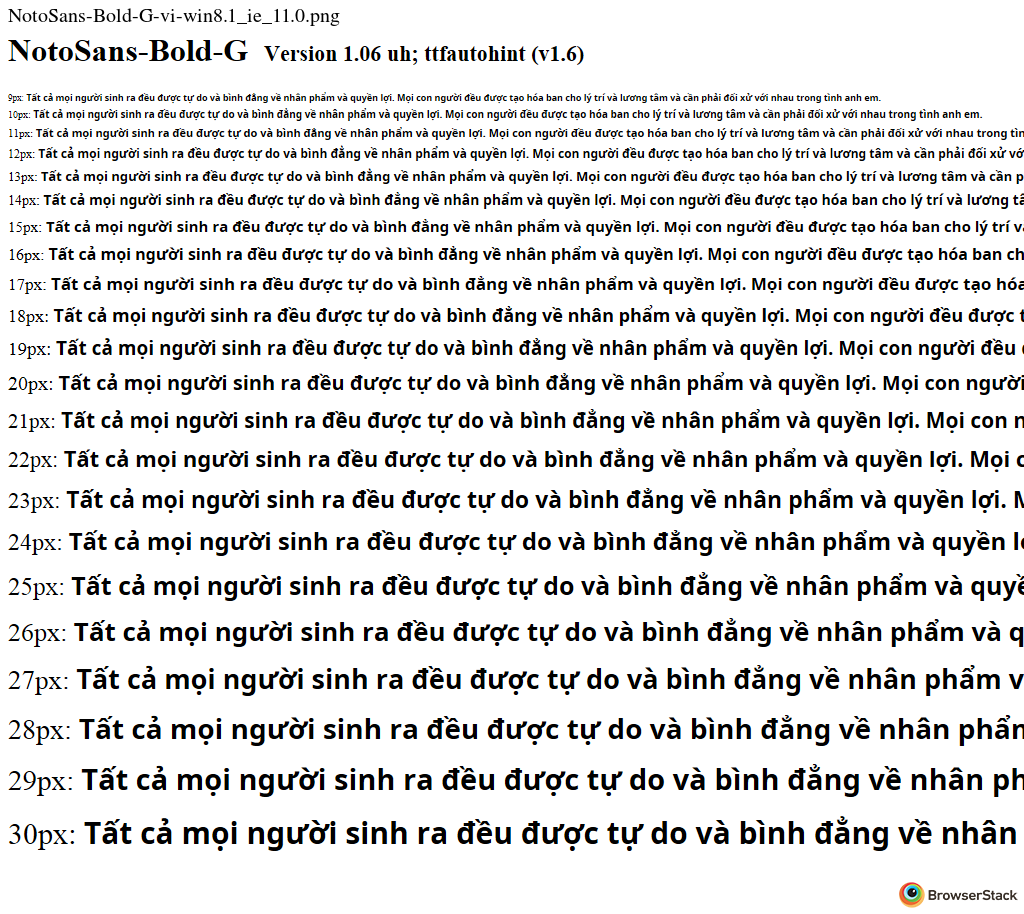 NotoSans-Bold-G-vi-win8.1_ie_11.0.png
NotoSans-Bold-G Version 1.06 uh; ttfautohint (v1.6)
9px: Tất cả mọi người sinh ra đều được tự do và bình đẳng về nhân phẩm và quyền lợi. Mọi con người đều được tạo hóa ban cho lý trí và lương tâm và cần phải đối xử với nhau trong tình anh em.
10px: Tất cả mọi người sinh ra đều được tự do và bình đẳng về nhân phẩm và quyền lợi. Mọi con người đều được tạo hóa ban cho lý trí và lương tâm và cần phải đối xử với nhau trong tình anh em.
11px: Tất cả mọi người sinh ra đều được tự do và bình đẳng về nhân phẩm và quyền lợi. Mọi con người đều được tạo hóa ban cho lý trí và lương tâm và cần phải đối xử với nhau trong tìn
12px: Tất cả mọi người sinh ra đều được tự do và bình đẳng về nhân phẩm và quyền lợi. Mọi con người đều được tạo hóa ban cho lý trí và lương tâm và cần phải đối xử vớ
13px: Tất cả mọi người sinh ra đều được tự do và bình đẳng về nhân phẩm và quyền lợi. Mọi con người đều được tạo hóa ban cho lý trí và lương tâm và cần p
14px: Tất cả mọi người sinh ra đều được tự do và bình đẳng về nhân phẩm và quyền lợi. Mọi con người đều được tạo hóa ban cho lý trí và lương tâ
15px: Tất cả mọi người sinh ra đều được tự do và bình đẳng về nhân phẩm và quyền lợi. Mọi con người đều được tạo hóa ban cho lý trí và
16px: Tất cả mọi người sinh ra đều được tự do và bình đẳng về nhân phẩm và quyền lợi. Mọi con người đều được tạo hóa ban ch
17px: Tất cả mọi người sinh ra đều được tự do và bình đẳng về nhân phẩm và quyền lợi. Mọi con người đều được tạo hóa
18px: Tất cả mọi người sinh ra đều được tự do và bình đẳng về nhân phẩm và quyền lợi. Mọi con người đều được t
19px: Tất cả mọi người sinh ra đều được tự do và bình đẳng về nhân phẩm và quyền lợi. Mọi con người đều
20px: Tất cả mọi người sinh ra đều được tự do và bình đẳng về nhân phẩm và quyền lợi. Mọi con người
21px: Tất cả mọi người sinh ra đều được tự do và bình đẳng về nhân phẩm và quyền lợi. Mọi con n
22px: Tất cả mọi người sinh ra đều được tự do và bình đẳng về nhân phẩm và quyền lợi. Mọi c
23px: Tất cả mọi người sinh ra đều được tự do và bình đẳng về nhân phẩm và quyền lợi. M
24px: Tất cả mọi người sinh ra đều được tự do và bình đẳng về nhân phẩm và quyền lợ
25px: Tất cả mọi người sinh ra đều được tự do và bình đẳng về nhân phẩm và quyề
26px: Tất cả mọi người sinh ra đều được tự do và bình đẳng về nhân phẩm và q
27px: Tất cả mọi người sinh ra đều được tự do và bình đẳng về nhân phẩm v
28px: Tất cả mọi người sinh ra đều được tự do và bình đẳng về nhân phẩm
29px: Tất cả mọi người sinh ra đều được tự do và bình đẳng về nhân ph
30px: Tất cả mọi người sinh ra đều được tự do và bình đẳng về nhân
BrowserStack